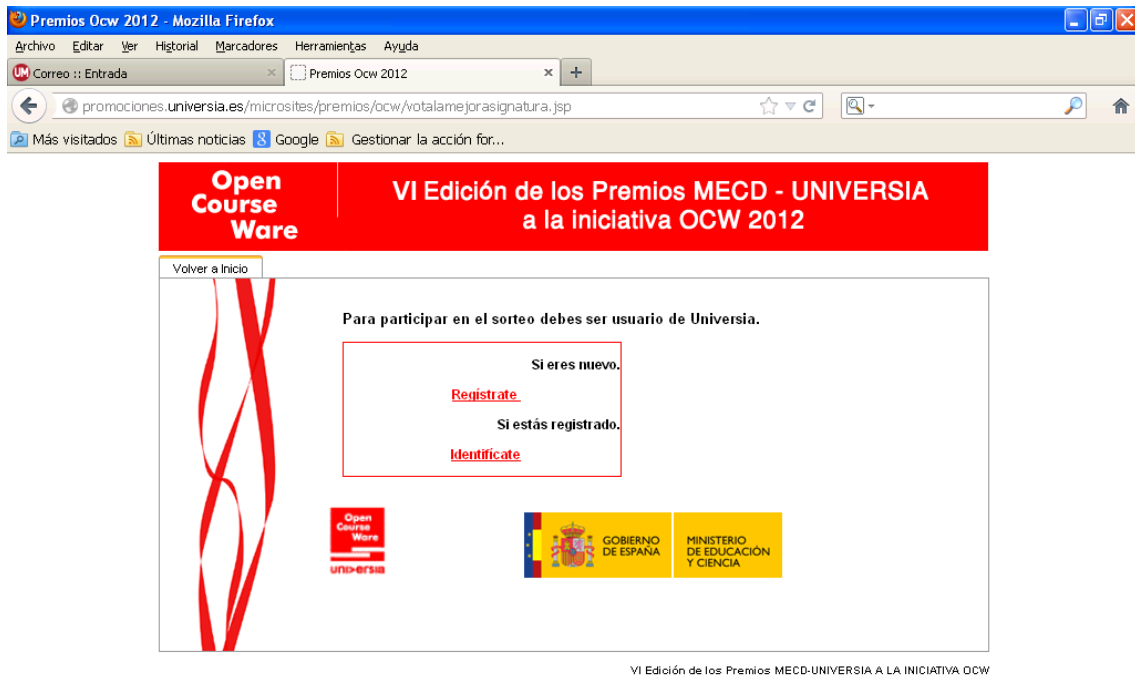 Premios Ocw 2012 - Mozilla Firefox
Archivo Editar Ver Historial Marcadores Herramientas Ayuda
UM Correo :: Entrada
Premios Ocw 2012
promociones.universia.es/microsites/premios/ocw/votalamejorasignatura.jsp
Más visitados Últimas noticias Google Gestionar la acción for...
Open
Course
Ware
VI Edición de los Premios MECD - UNIVERSIA
a la iniciativa OCW 2012
Volver a Inicio
Para participar en el sorteo debes ser usuario de Universia.
Si eres nuevo.
Regístrate
Si estás registrado.
Identifícate
Open
Course
Ware
universia
GOBIERNO
DE ESPAÑA
MINISTERIO
DE EDUCACIÓN
Y CIENCIA
VI Edición de los Premios MECD-UNIVERSIA A LA INICIATIVA OCW